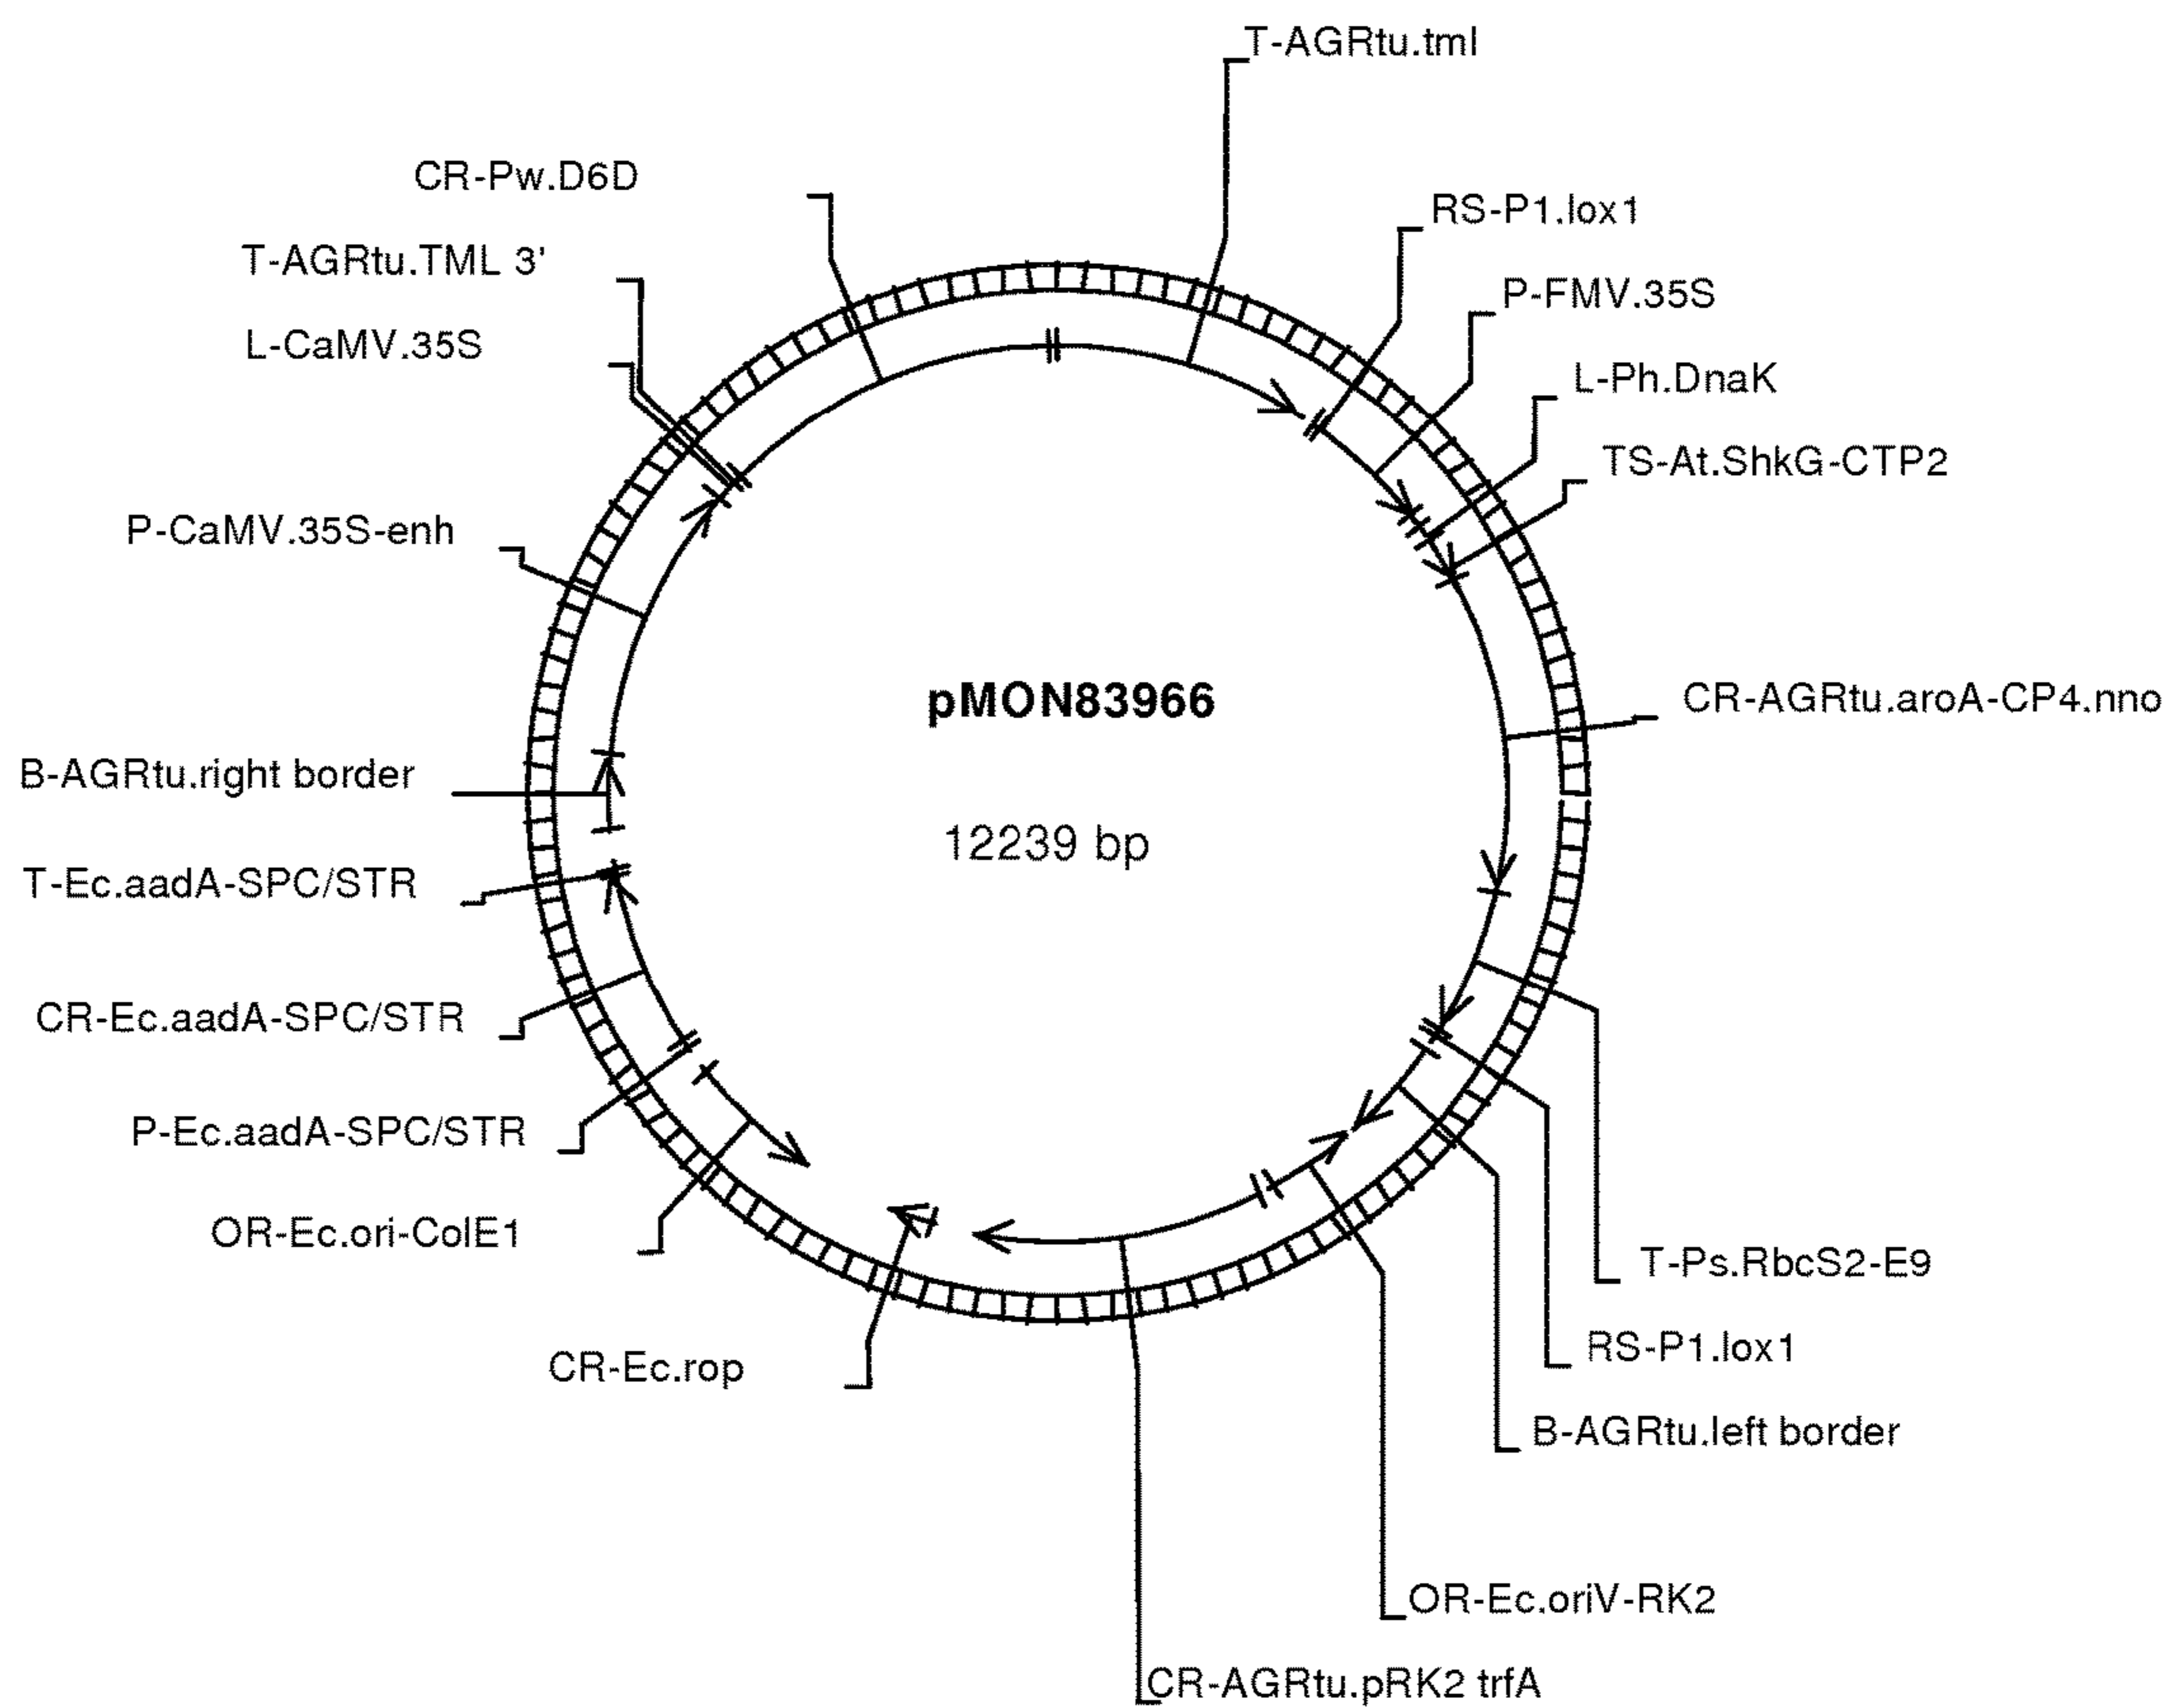 T-AGRtu.tml
CR-Pw.D6D
RS-P1.lox1
T-AGRtu.TML 3'
P-FMV.35S
L-CaMV.35S
L-Ph.DnaK
TS-At.ShkG-CTP2
P-CaMV.35S-enh
pMON83966
CR-AGRtu.aroA-CP4.nno
B-AGRtu.right border
12239 bp
T-Ec.aadA-SPC/STR
CR-Ec.aadA-SPC/STR
P-Ec.aadA-SPC/STR
OR-Ec.ori-ColE1
T-Ps.RbcS2-E9
RS-P1.lox1
CR-Ec.rop
B-AGRtu.left border
OR-Ec.oriV-RK2
CR-AGRtu.pRK2 trfA